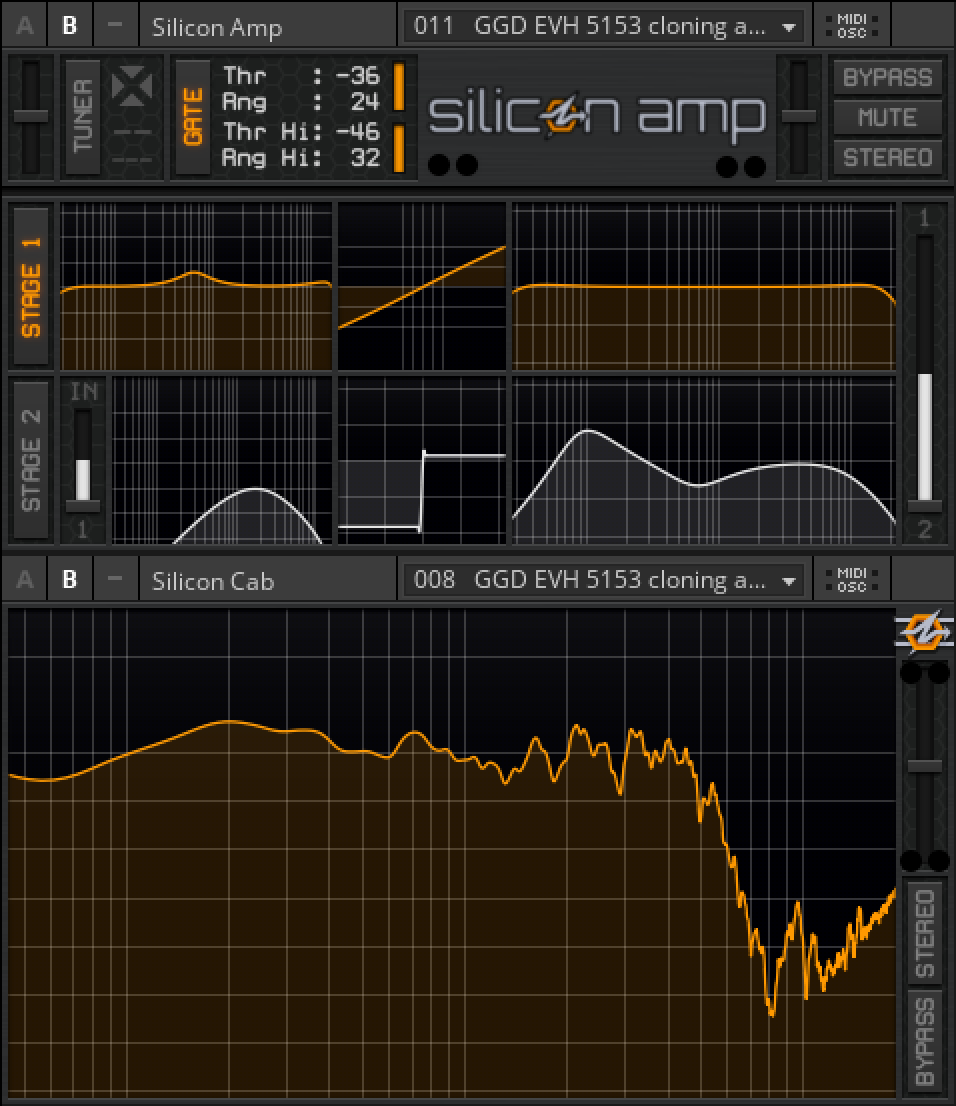 A B – Silicon Amp 011 GGD EVH 5153 cloning a... MIDI OSC
TUNER
GATE
Thr : -36
Rng : 24
Thr Hi: -46
Rng Hi: 32
silicon amp
BYPASS
MUTE
STEREO
STAGE 1
1
STAGE 2
IN
1
2
A B – Silicon Cab 008 GGD EVH 5153 cloning a... MIDI OSC
STEREO
BYPASS